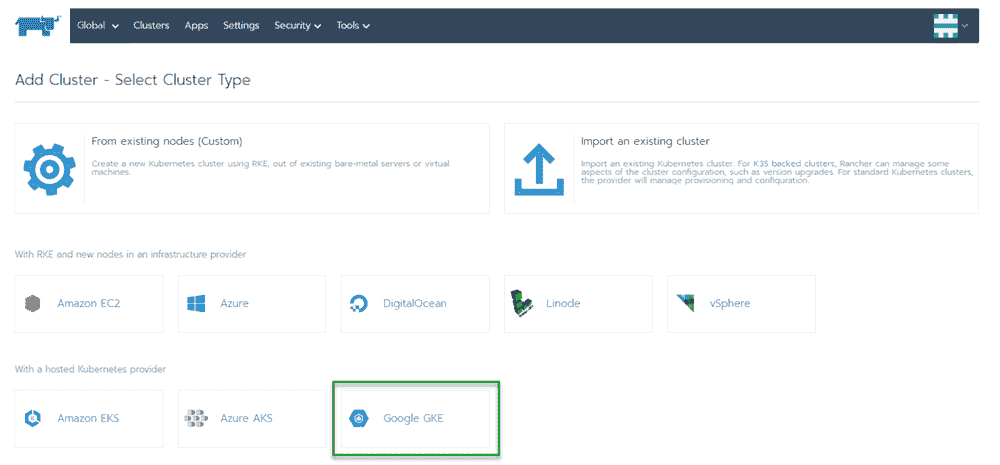 Global Clusters Apps Settings Security Tools
Add Cluster - Select Cluster Type
From existing nodes (Custom)
Create a new Kubernetes cluster using RKE, out of existing bare-metal servers or virtual
machines.
Import an existing cluster
Import an existing Kubernetes cluster. For K3S backed clusters, Rancher can manage some
aspects of the cluster configuration, such as version upgrades. For standard Kubernetes clusters,
the provider will manage provisioning and configuration.
With RKE and new nodes in an infrastructure provider
Amazon EC2 Azure DigitalOcean Linode vSphere
With a hosted Kubernetes provider
Amazon EKS Azure AKS Google GKE